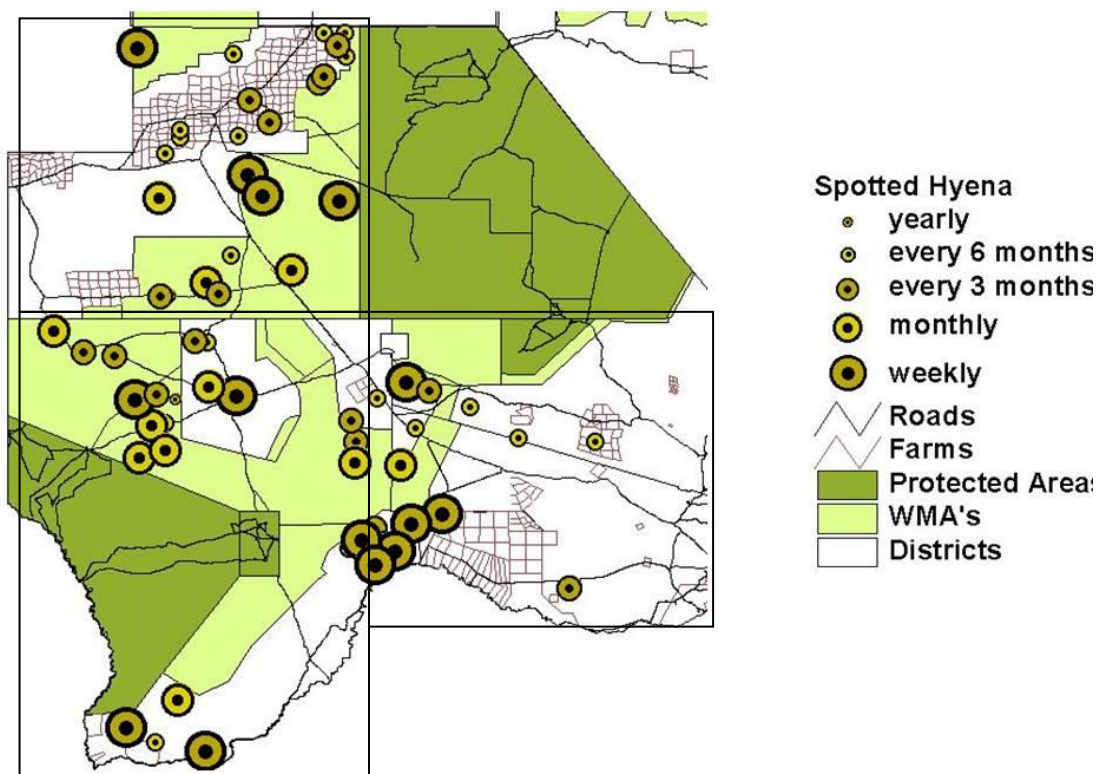 Spotted Hyena
yearly
every 6 months
every 3 months
monthly
weekly
Roads
Farms
Protected Areas
WMA's
Districts